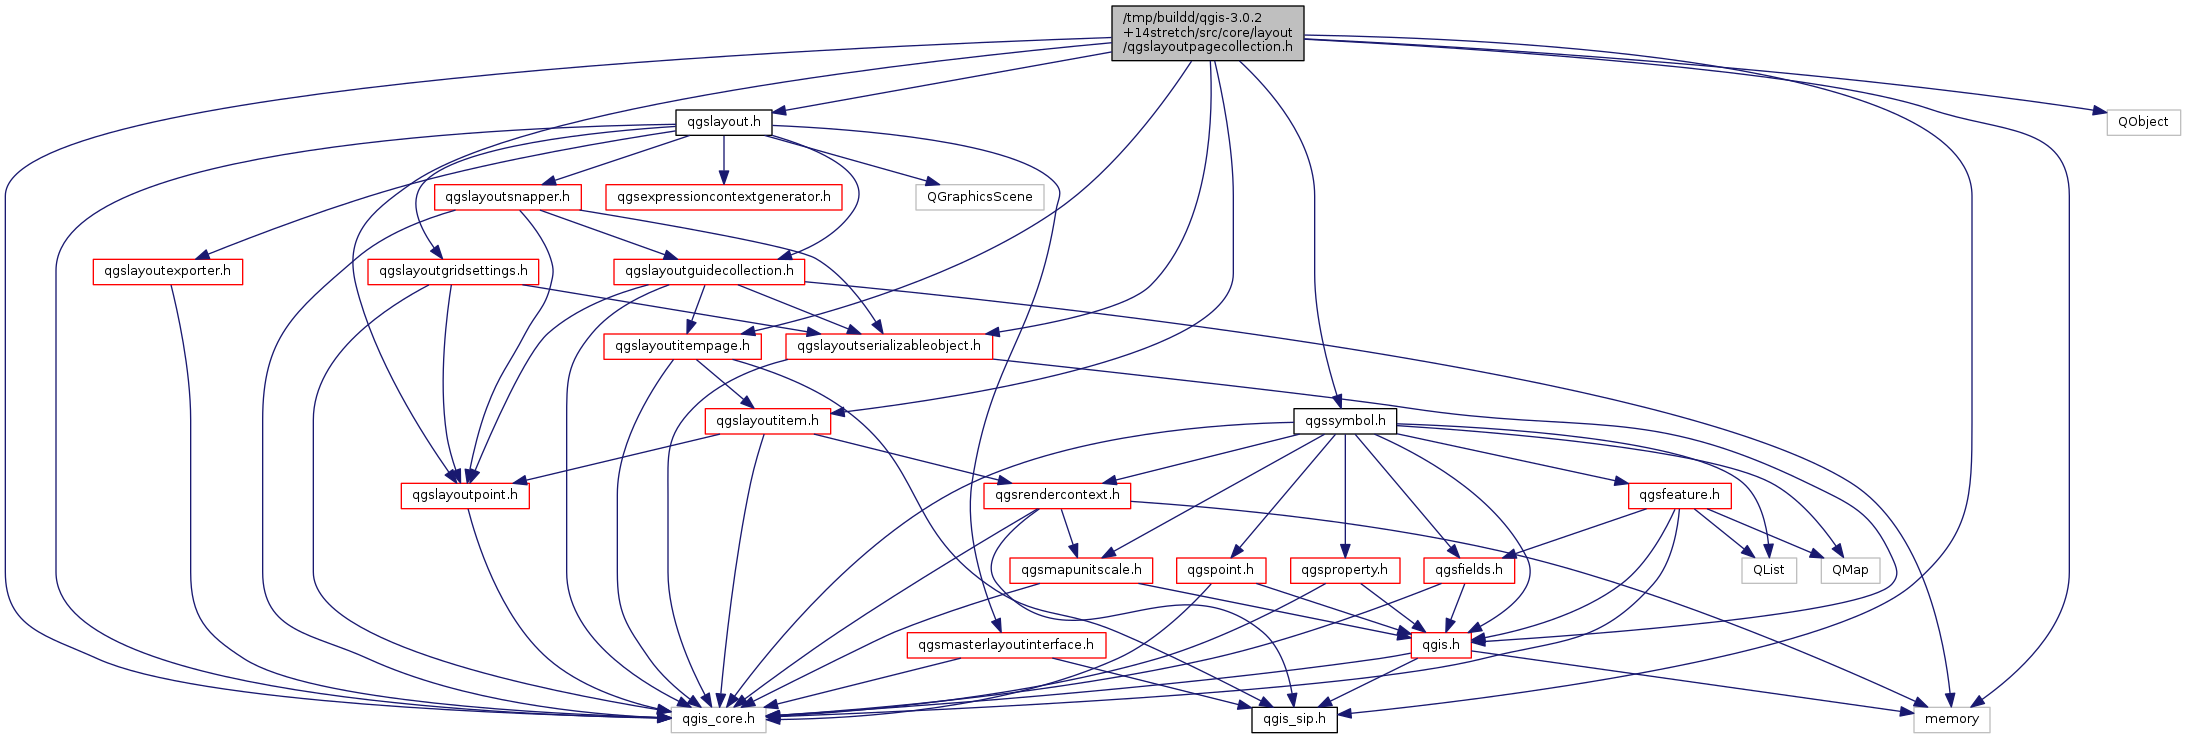 /tmp/buildd/qgis-3.0.2
+14stretch/src/core/layout
/qgslayoutpagecollection.h
qgslayout.h
QObject
qgslayoutsnapper.h
qgsexpressioncontextgenerator.h
QGraphicsScene
qgslayoutexporter.h
qgslayoutgridsettings.h
qgslayoutguidecollection.h
qgslayoutitempage.h
qgslayoutserializableobject.h
qgslayoutitem.h
qgssymbol.h
qgslayoutpoint.h
qgsrendercontext.h
qgsfeature.h
qgsmapunitscale.h
qgspoint.h
qgsproperty.h
qgsfields.h
QList
QMap
qgsmasterlayoutinterface.h
qgis.h
qgis_core.h
qgis_sip.h
memory